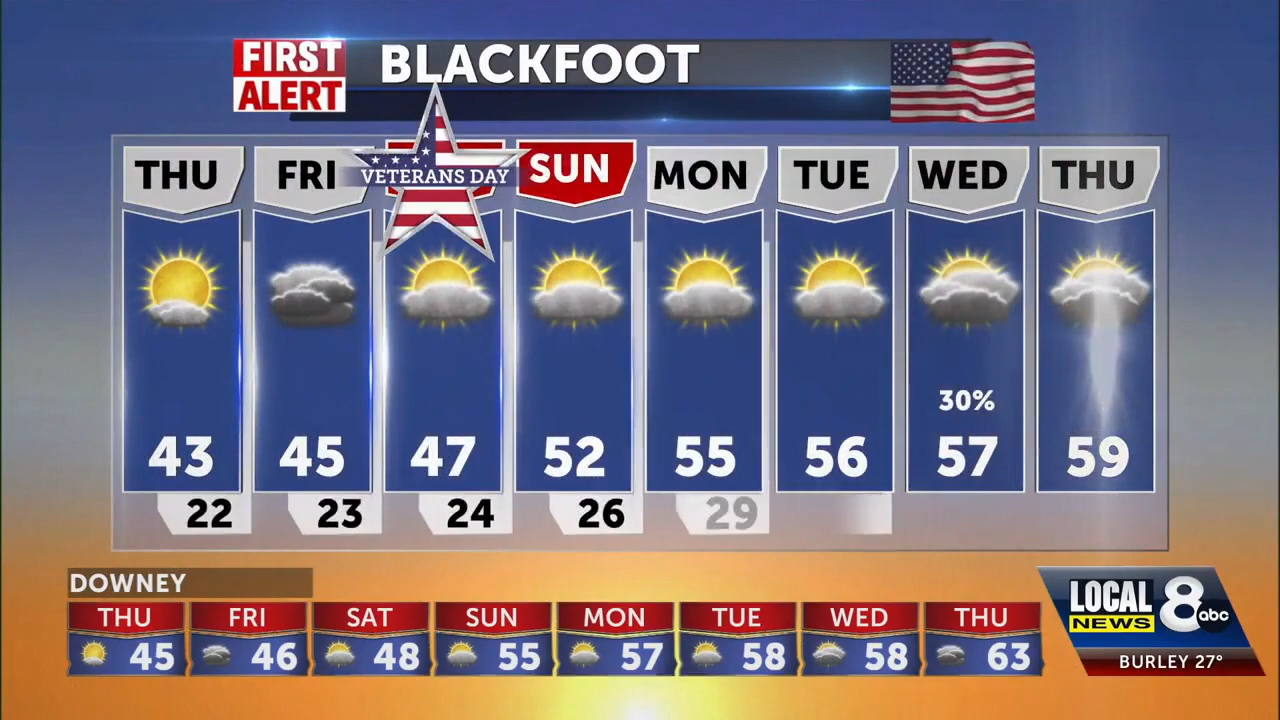 FIRST ALERT
BLACKFOOT
THU FRI VETERANS DAY SUN MON TUE WED THU
30%
43 45 47 52 55 56 57 59
22 23 24 26 29
DOWNEY
THU FRI SAT SUN MON TUE WED THU
45 46 48 55 57 58 58 63
LOCAL NEWS 8 abc
BURLEY 27°